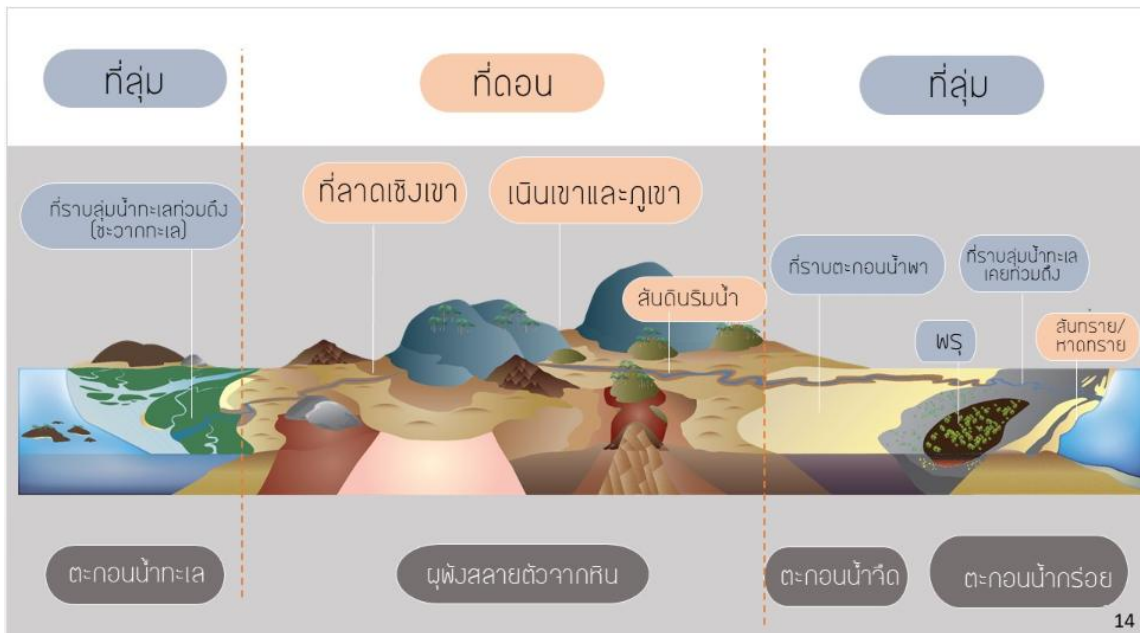 ที่ลุ่ม
ที่ดอน
ที่ลุ่ม
ที่ราบลุ่มน้ำทะเลท่วมถึง
(ชะวากทะเล)
ที่ลาดเชิงเขา
เนินเขาและภูเขา
สันดินริมน้ำ
ที่ราบตะกอนน้ำพา
ที่ราบลุ่มน้ำทะเล
เคยท่วมถึง
พรุ
สันทราย/
หาดทราย
ตะกอนน้ำทะเล
ผุพังสลายตัวจากหิน
ตะกอนน้ำจืด
ตะกอนน้ำกร่อย
14